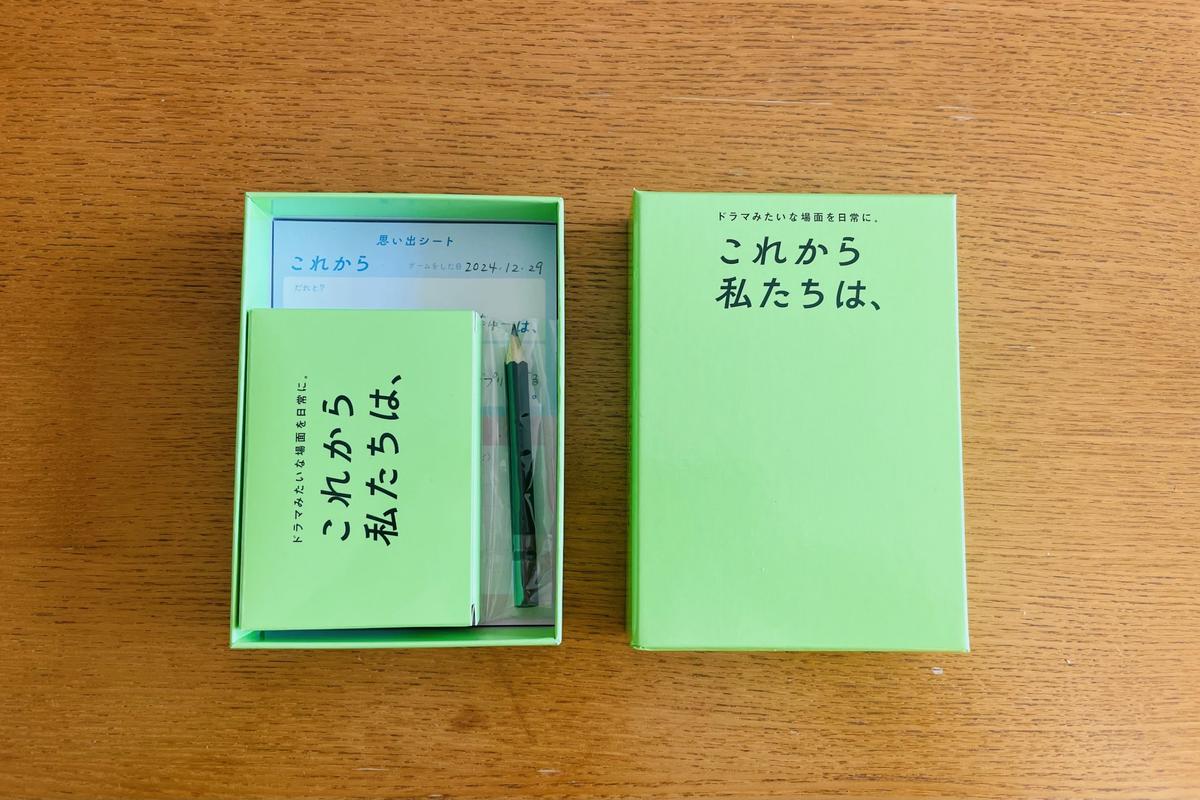 思い出シート
これから
ゲームをした日 2024.12.29
だれと?
は、
ドラマみたいな場面を日常に。
これから
私たちは、
ドラマみたいな場面を日常に。
これから
私たちは、